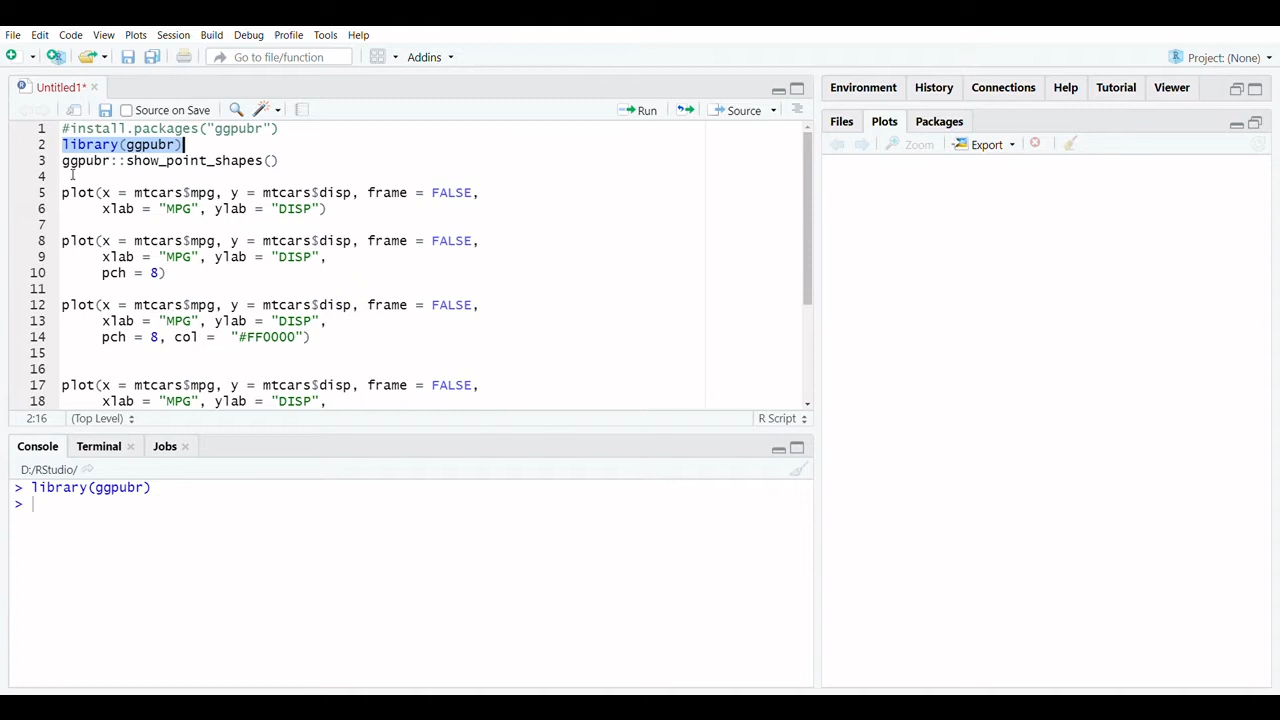 File Edit Code View Plots Session Build Debug Profile Tools Help
Go to file/function Addins Project: (None)
Untitled1*
Source on Save Run Source
1 #install.packages("ggpubr")
2 library(ggpubr)
3 ggpubr::show_point_shapes()
4
5 plot(x = mtcars$mpg, y = mtcars$disp, frame = FALSE,
6 xlab = "MPG", ylab = "DISP")
7
8 plot(x = mtcars$mpg, y = mtcars$disp, frame = FALSE,
9 xlab = "MPG", ylab = "DISP",
10 pch = 8)
11
12 plot(x = mtcars$mpg, y = mtcars$disp, frame = FALSE,
13 xlab = "MPG", ylab = "DISP",
14 pch = 8, col =  "#FF0000")
15
16
17 plot(x = mtcars$mpg, y = mtcars$disp, frame = FALSE,
18 xlab = "MPG", ylab = "DISP",
2:16 (Top Level) R Script
Console Terminal Jobs
D:/RStudio/
> library(ggpubr)
>
Environment History Connections Help Tutorial Viewer
Files Plots Packages
Zoom Export